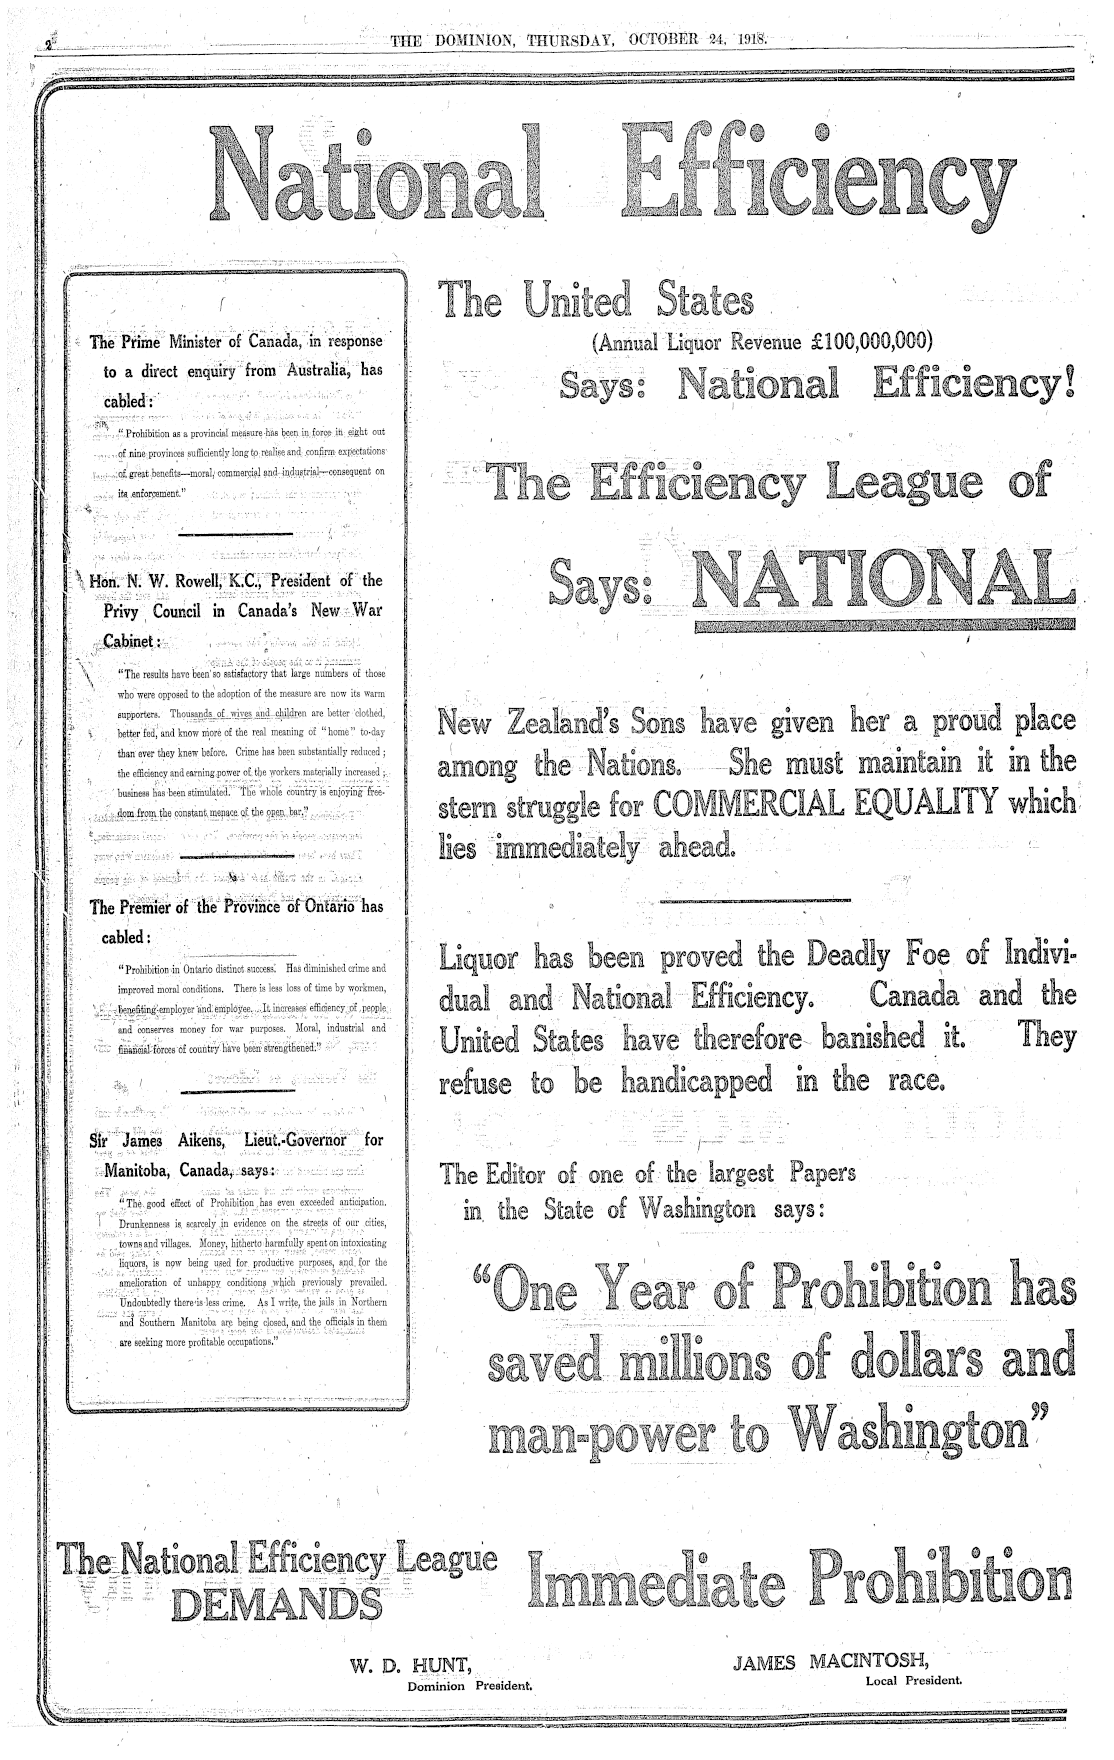 2
THE DOMINION, THURSDAY, OCTOBER 24, 1918.
National Efficiency
The Prime Minister of Canada, in response
to a direct enquiry from Australia, has
cabled:
"Prohibition as a provincial measure has been in force in eight out
of nine provinces sufficiently long to realise and confirm expectations
of great benefits—moral, commercial and industrial—consequent on
its enforcement."
Hon. N. W. Rowell, K.C., President of the
Privy Council in Canada's New War
Cabinet:
"The results have been so satisfactory that large numbers of those
who were opposed to the adoption of the measure are now its warm
supporters. Thousands of wives and children are better clothed,
better fed, and know more of the real meaning of "home" to-day
than ever they knew before. Crime has been substantially reduced;
the efficiency and earning power of the workers materially increased;
business has been stimulated. The whole country is enjoying free-
dom from the constant menace of the open bar."
The Premier of the Province of Ontario has
cabled:
"Prohibition in Ontario distinct success. Has diminished crime and
improved moral conditions. There is less loss of time by workmen,
benefiting employer and employee. It increases efficiency of people
and conserves money for war purposes. Moral, industrial and
financial forces of country have been strengthened."
Sir James Aikens, Lieut.-Governor for
Manitoba, Canada, says:
"The good effect of Prohibition has even exceeded anticipation.
Drunkenness is scarcely in evidence on the streets of our cities,
towns and villages. Money, hitherto harmfully spent on intoxicating
liquors, is now being used for productive purposes, and for the
amelioration of unhappy conditions which previously prevailed.
Undoubtedly there is less crime. As I write, the jails in Northern
and Southern Manitoba are being closed, and the officials in them
are seeking more profitable occupations."
The United States
(Annual Liquor Revenue £100,000,000)
Says: National Efficiency!
The Efficiency League of
Says: NATIONAL
New Zealand's Sons have given her a proud place
among the Nations. She must maintain it in the
stern struggle for COMMERCIAL EQUALITY which
lies immediately ahead.
Liquor has been proved the Deadly Foe of Indivi-
dual and National Efficiency. Canada and the
United States have therefore banished it. They
refuse to be handicapped in the race.
The Editor of one of the largest Papers
in the State of Washington says:
"One Year of Prohibition has
saved millions of dollars and
man-power to Washington"
The National Efficiency League
DEMANDS
Immediate Prohibition
W. D. HUNT,
Dominion President.
JAMES MACINTOSH,
Local President.